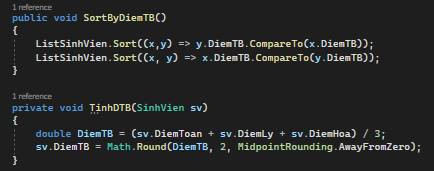 1 reference
public void SortByDiemTB()
{
ListSinhVien.Sort((x,y) => y.DiemTB.CompareTo(x.DiemTB));
ListSinhVien.Sort((x, y) => x.DiemTB.CompareTo(y.DiemTB));
}
1 reference
private void TinhDTB(SinhVien sv)
{
double DiemTB = (sv.DiemToan + sv.DiemLy + sv.DiemHoa) / 3;
sv.DiemTB = Math.Round(DiemTB, 2, MidpointRounding.AwayFromZero);
}